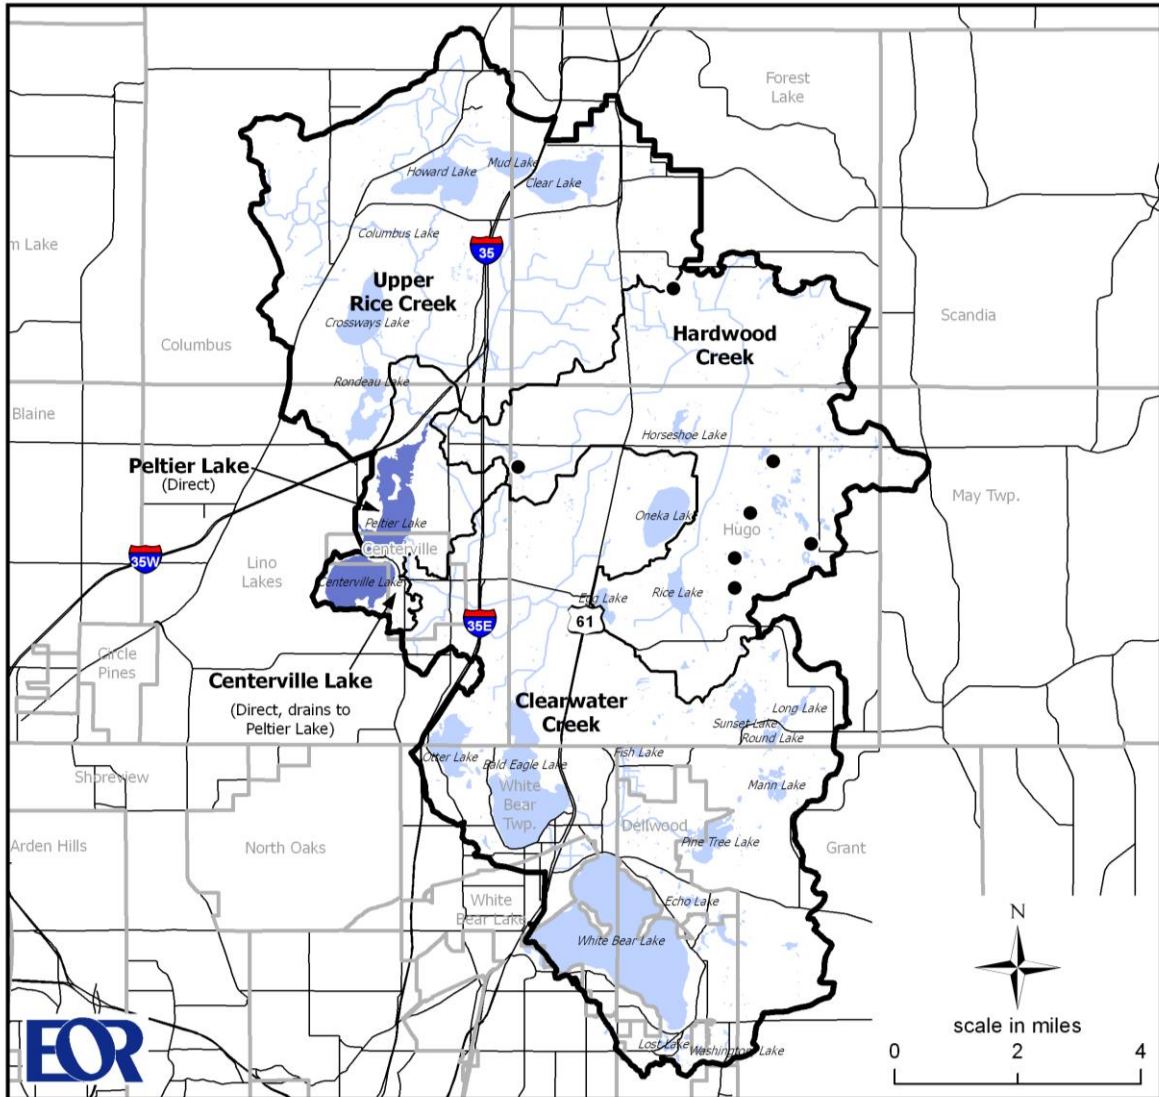 Forest
Lake
Mud Lake
Howard Lake
Clear Lake
Columbus Lake
m Lake
35
Upper
Rice Creek
Crossways Lake
Hardwood
Creek
Scandia
Columbus
Rondeau Lake
Blaine
Horseshoe Lake
Peltier Lake
(Direct)
May Twp.
Oneka Lake
Hugo
Peltier Lake
Centerville
35W
Lino
Lakes
Centerville Lake
Rice Lake
Egg Lake
61
35E
Circle
Pines
Centerville Lake
(Direct, drains to
Peltier Lake)
Clearwater
Creek
Long Lake
Sunset Lake
Round Lake
Otter Lake
Bald Eagle Lake
Fish Lake
Shoreview
White
Bear
Twp.
Mann Lake
Dellwood
Pine Tree Lake
Arden Hills
North Oaks
Grant
White
Bear Lake
Echo Lake
White Bear Lake
N
scale in miles
0 2 4
Lost Lake
Washington Lake
EOR